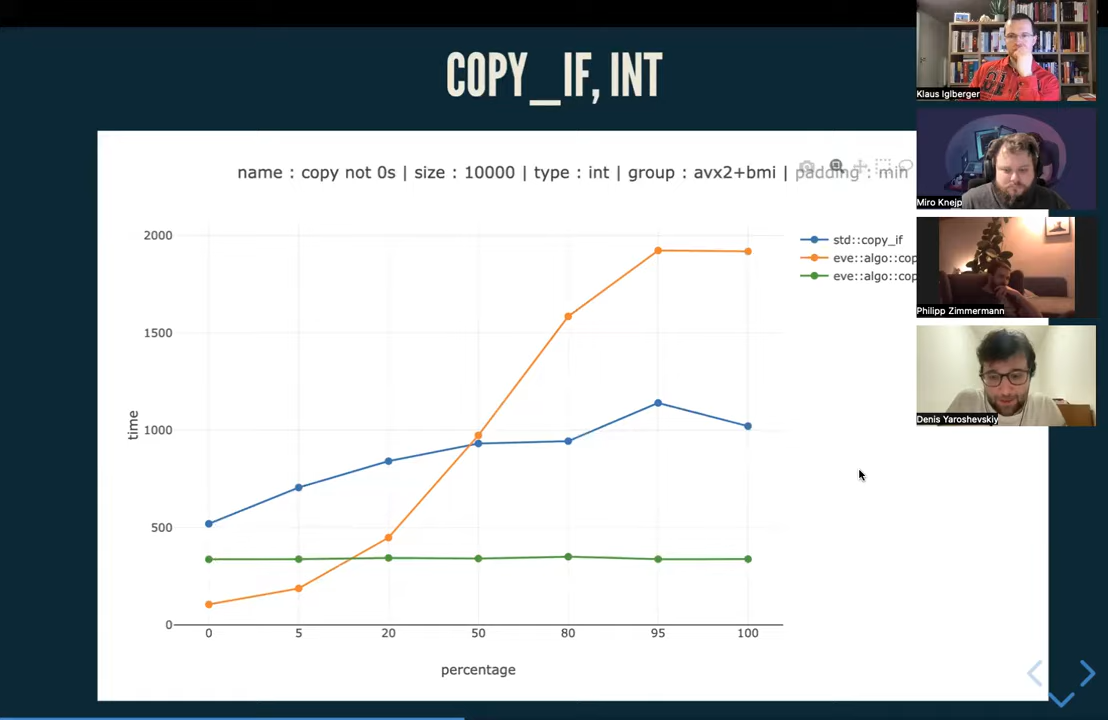 COPY_IF, INT
name : copy not 0s | size : 10000 | type : int | group : avx2+bmi | padding : min
2000
1500
1000
500
0
time
0 5 20 50 80 95 100
percentage
std::copy_if
eve::algo::cop
eve::algo::cop
Klaus Iglberger
Miro Knejp
Philipp Zimmermann
Denis Yaroshevskiy